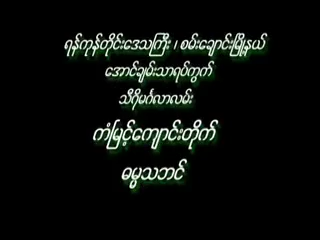 ရန်ကုန်တိုင်းဒေသကြီး ၊ စမ်းချောင်းမြို့နယ်
အောင်ချမ်းသာရပ်ကွက်
သီရိမင်္ဂလာလမ်း
ကံမြင့်ကျောင်းတိုက်
ဓမ္မသဘင်